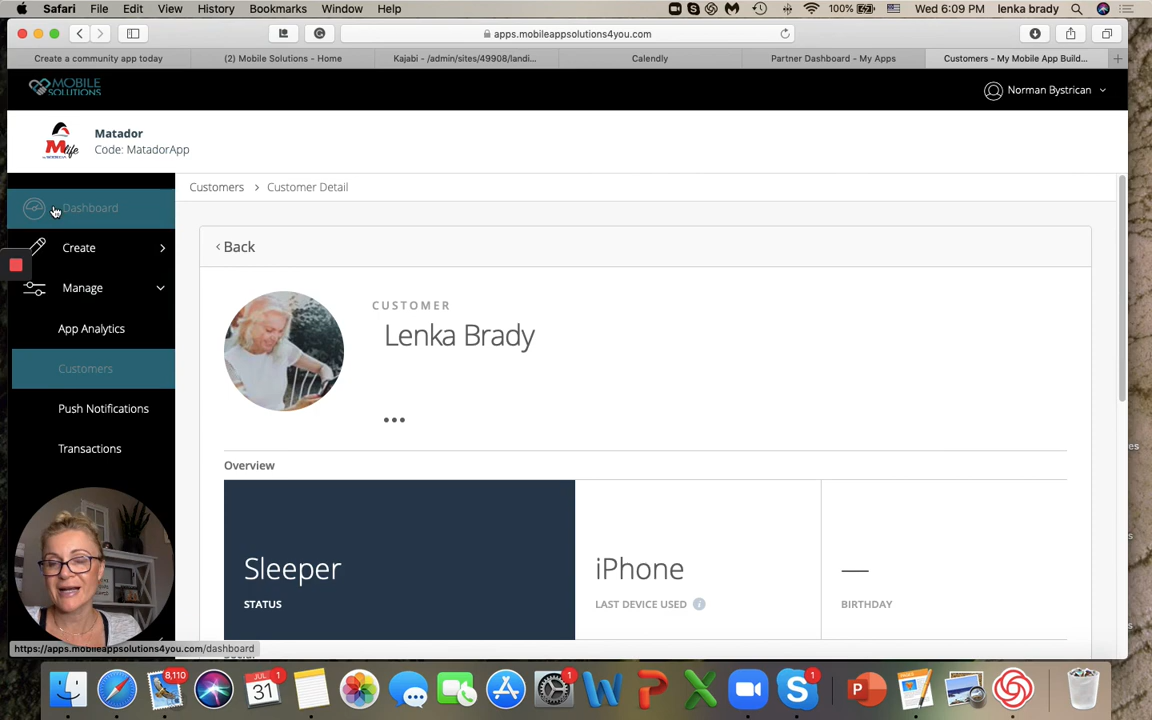 Safari File Edit View History Bookmarks Window Help 100% Wed 6:09 PM lenka brady
apps.mobileappsolutions4you.com
Create a community app today (2) Mobile Solutions - Home Kajabi - /admin/sites/49908/landi... Calendly Partner Dashboard - My Apps Customers - My Mobile App Build...
MOBILE
SOLUTIONS
Norman Bystrican
Mlife
Matador
Code: MatadorApp
Customers > Customer Detail
Dashboard
Create
Manage
App Analytics
Customers
Push Notifications
Transactions
‹ Back
CUSTOMER
Lenka Brady
•••
Overview
Sleeper
STATUS
iPhone
LAST DEVICE USED i
—
BIRTHDAY
https://apps.mobileappsolutions4you.com/dashboard
8,110
1
31
1
1